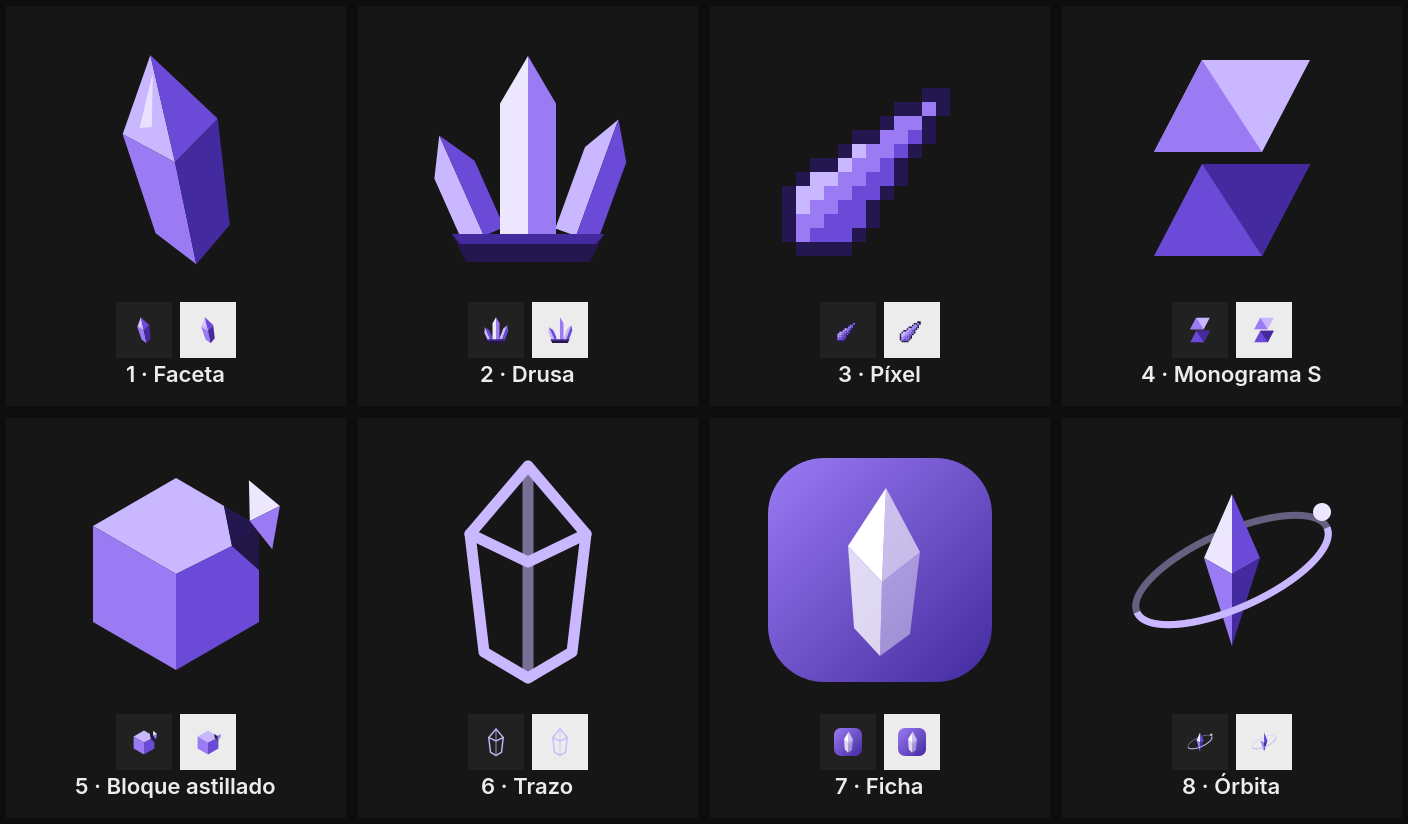 1 · Faceta
2 · Drusa
3 · Píxel
4 · Monograma S
5 · Bloque astillado
6 · Trazo
7 · Ficha
8 · Órbita